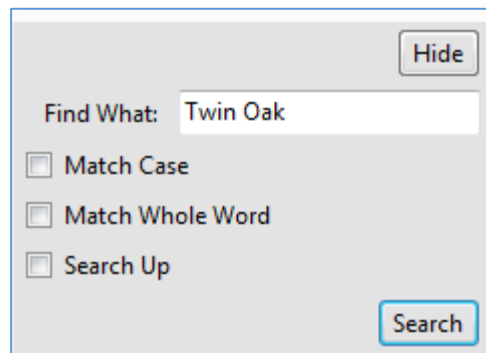 Hide
Find What: Twin Oak
Match Case
Match Whole Word
Search Up
Search